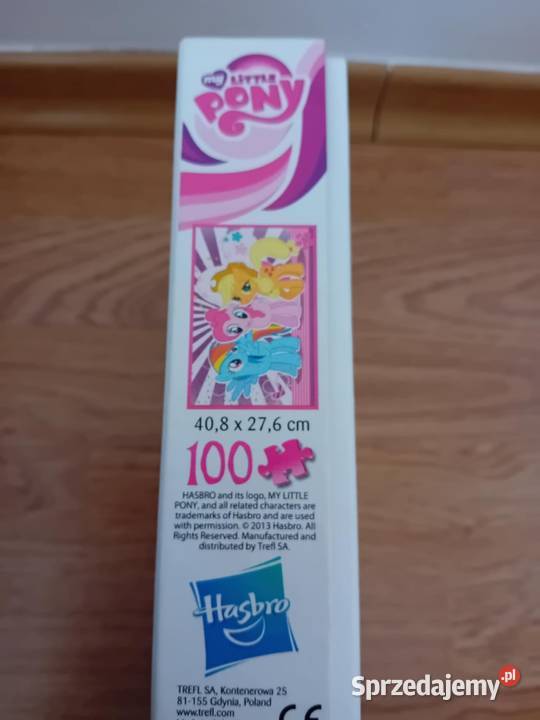 my LITTLE
PONY
40,8 x 27,6 cm
100
HASBRO and its logo, MY LITTLE
PONY, and all related characters are
trademarks of Hasbro and are used
with permission. © 2013 Hasbro. All
Rights Reserved. Manufactured and
distributed by Trefl SA.
Hasbro
TREFL SA, Kontenerowa 25
81-155 Gdynia, Poland
www.trefl.com
CE
Sprzedajemy.pl